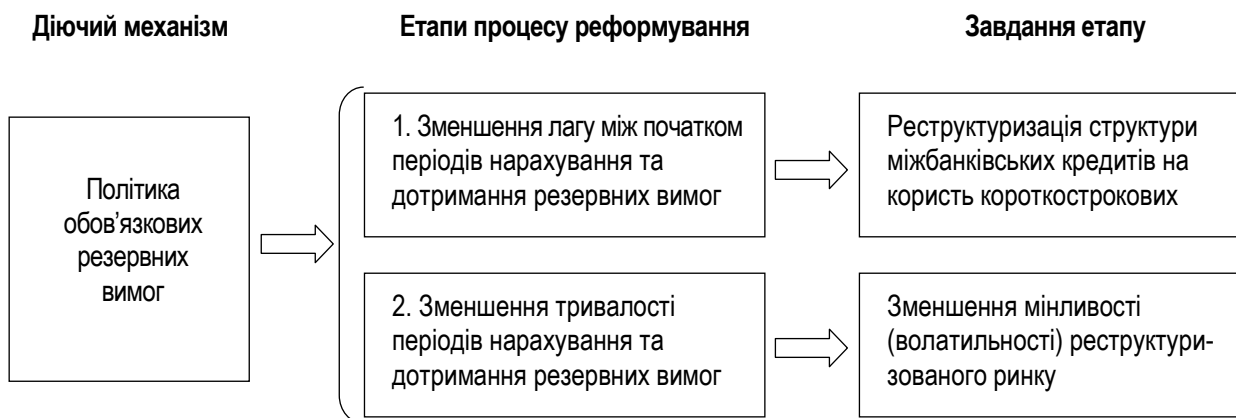 Діючий механізм
Етапи процесу реформування
Завдання етапу
Політика
обов’язкових
резервних
вимог
1. Зменшення лагу між початком
періодів нарахування та
дотримання резервних вимог
Реструктуризація структури
міжбанківських кредитів на
користь короткострокових
2. Зменшення тривалості
періодів нарахування та
дотримання резервних вимог
Зменшення мінливості
(волатильності) реструктури-
зованого ринку